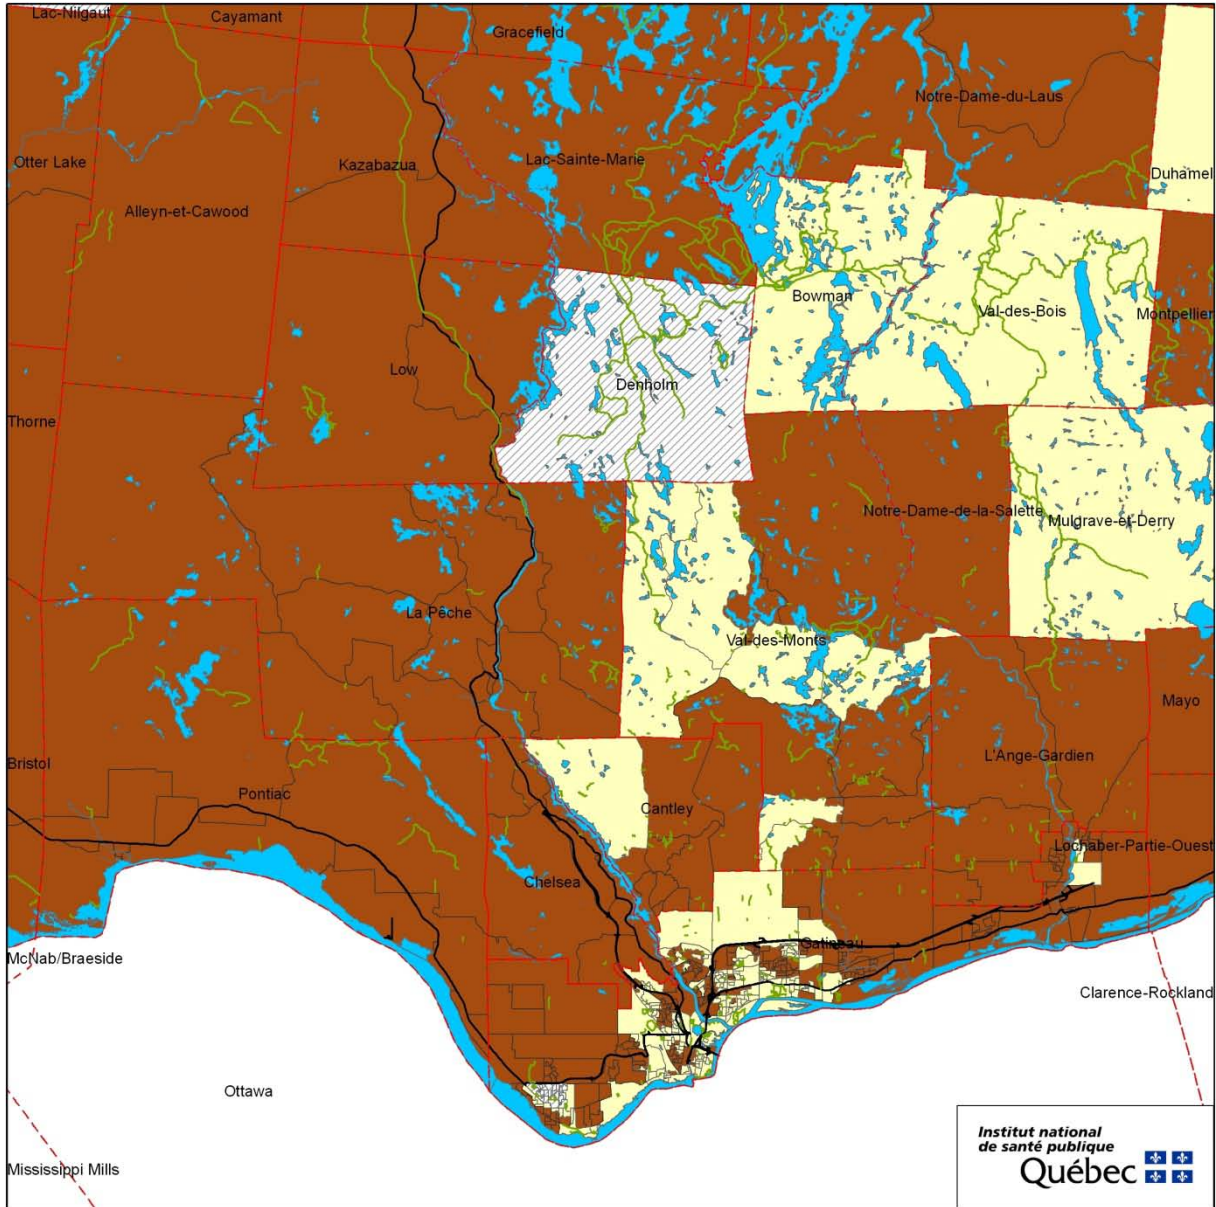 Lac-Nilgaut
Cayamant
Gracefield
Notre-Dame-du-Laus
Otter Lake
Kazabazua
Lac-Sainte-Marie
Duhamel
Alleyn-et-Cawood
Bowman
Val-des-Bois
Montpellier
Low
Denholm
Thorne
Notre-Dame-de-la-Salette
Mulgrave-et-Derry
La Pêche
Val-des-Monts
Mayo
Bristol
L'Ange-Gardien
Pontiac
Cantley
Lochaber-Partie-Ouest
Chelsea
Gatineau
McNab/Braeside
Clarence-Rockland
Ottawa
Mississippi Mills
Institut national
de santé publique
Québec